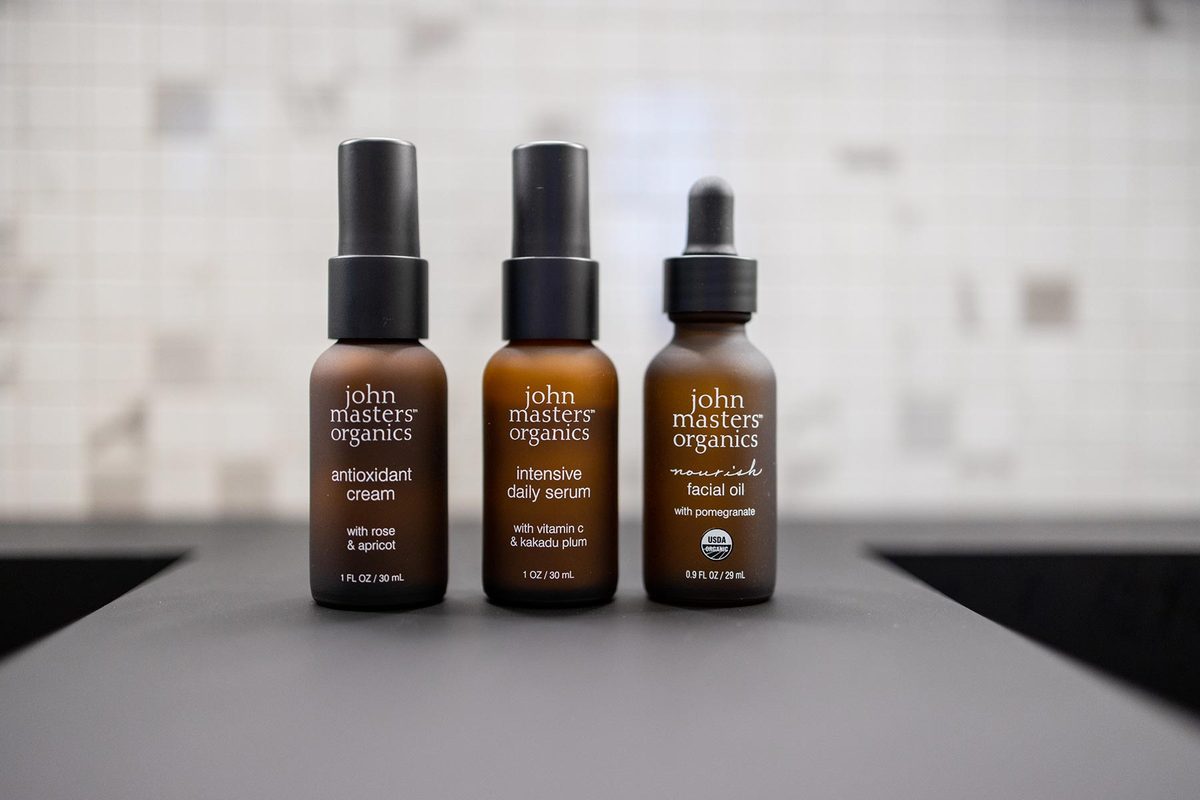 john
masters™
organics
antioxidant
cream
with rose
& apricot
1 FL OZ / 30 mL
john
masters™
organics
intensive
daily serum
with vitamin c
& kakadu plum
1 OZ / 30 mL
john
masters™
organics
nourish
facial oil
with pomegranate
USDA
ORGANIC
0.9 FL OZ / 29 mL